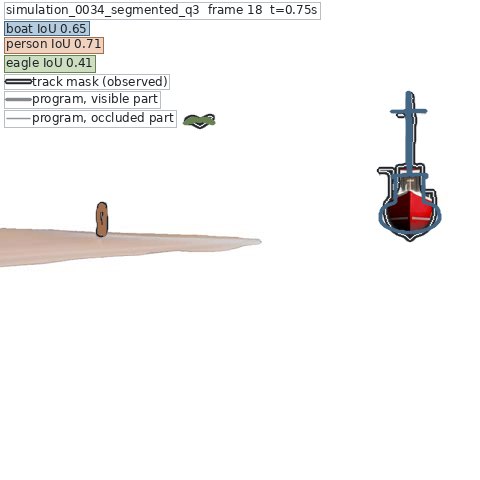 simulation_0034_segmented_q3  frame 18  t=0.75s
boat IoU 0.65
person IoU 0.71
eagle IoU 0.41
track mask (observed)
program, visible part
program, occluded part